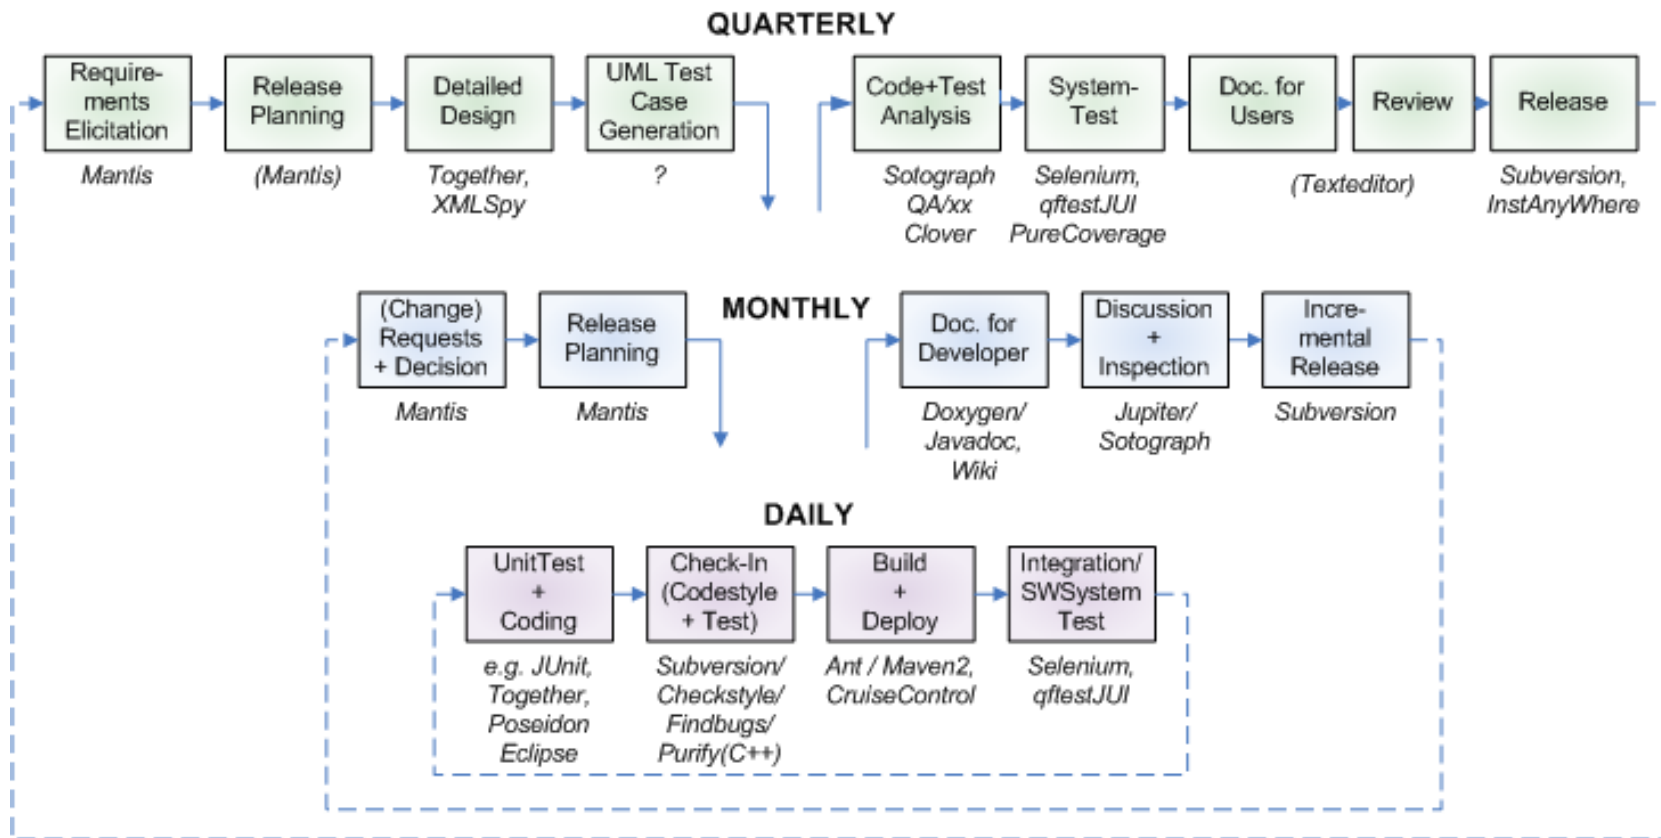 QUARTERLY
Require-
ments
Elicitation
Mantis
Release
Planning
(Mantis)
Detailed
Design
Together,
XMLSpy
UML Test
Case
Generation
?
Code+Test
Analysis
Sotograph
QA/xx
Clover
System-
Test
Selenium,
qftestJUI
PureCoverage
Doc. for
Users
Review
(Texteditor)
Release
Subversion,
InstAnyWhere
MONTHLY
(Change)
Requests
+ Decision
Mantis
Release
Planning
Mantis
Doc. for
Developer
Doxygen/
Javadoc,
Wiki
Discussion
+
Inspection
Jupiter/
Sotograph
Incre-
mental
Release
Subversion
DAILY
UnitTest
+
Coding
e.g. JUnit,
Together,
Poseidon
Eclipse
Check-In
(Codestyle
+ Test)
Subversion/
Checkstyle/
Findbugs/
Purify(C++)
Build
+
Deploy
Ant / Maven2,
CruiseControl
Integration/
SWSystem
Test
Selenium,
qftestJUI